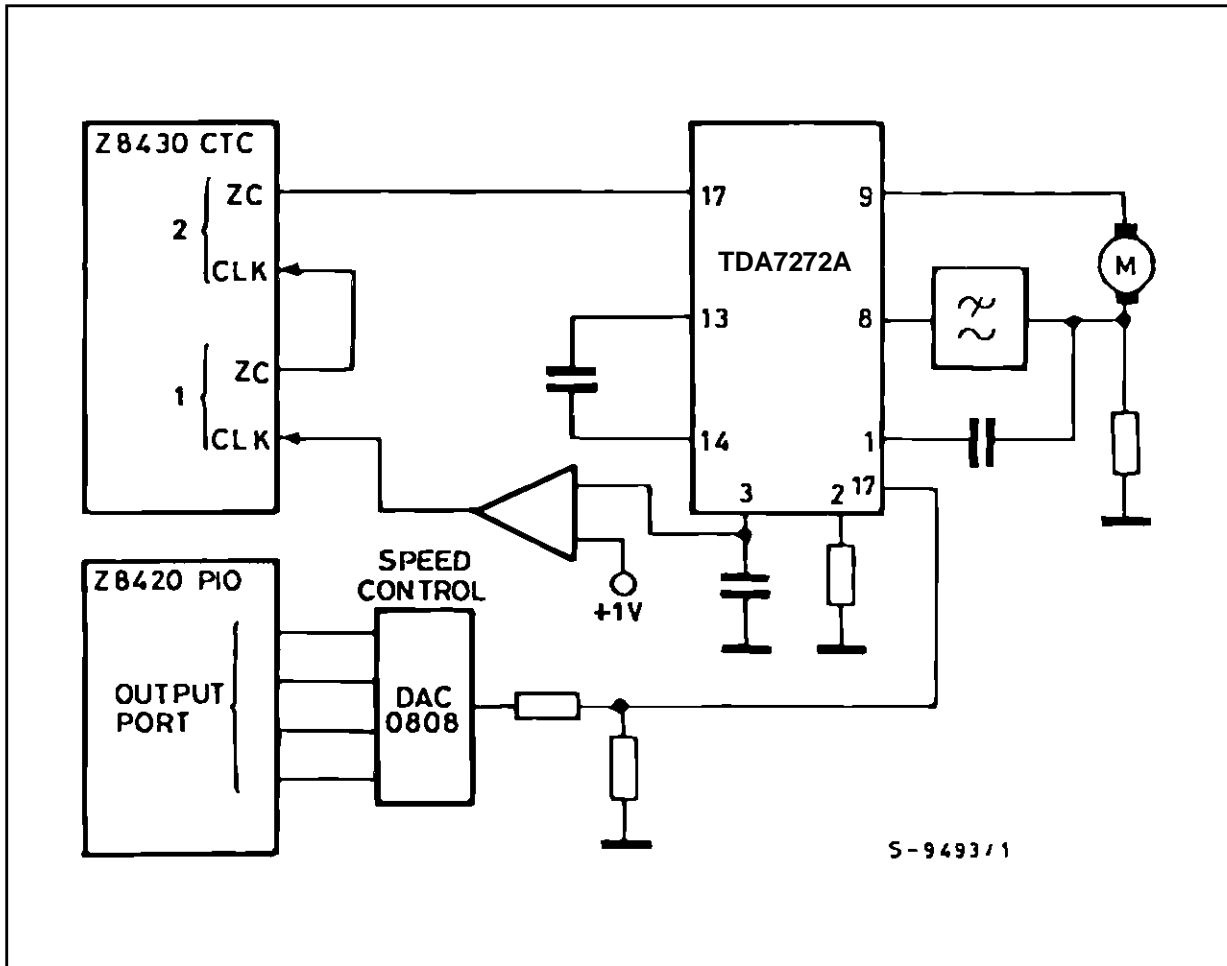 Z8430 CTC
ZC
2
CLK
ZC
1
CLK
17
9
TDA7272A
M
13
8
14
1
3
2
17
+1V
Z8420 PIO
OUTPUT
PORT
SPEED
CONTROL
DAC
0808
S-9493/1